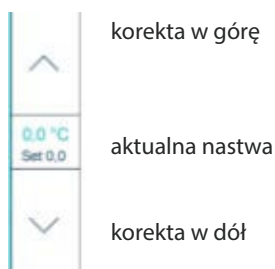 korekta w górę
0,0 °C
Set 0,0
aktualna nastwa
korekta w dół